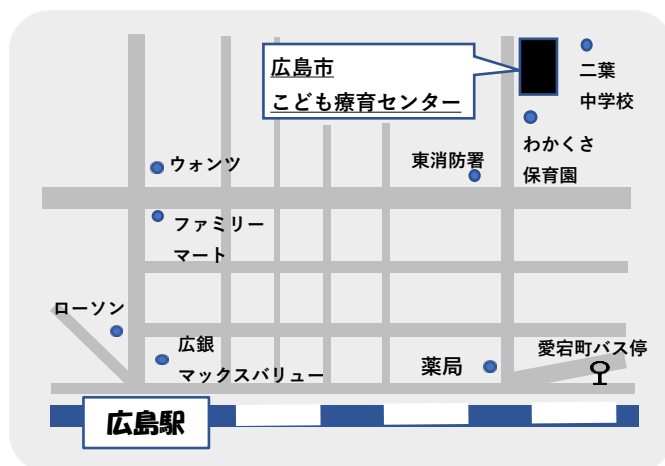 広島市
こども療育センター
二葉
中学校
わかくさ
保育園
東消防署
ウォンツ
ファミリー
マート
ローソン
広銀
マックスバリュー
薬局
愛宕町バス停
広島駅